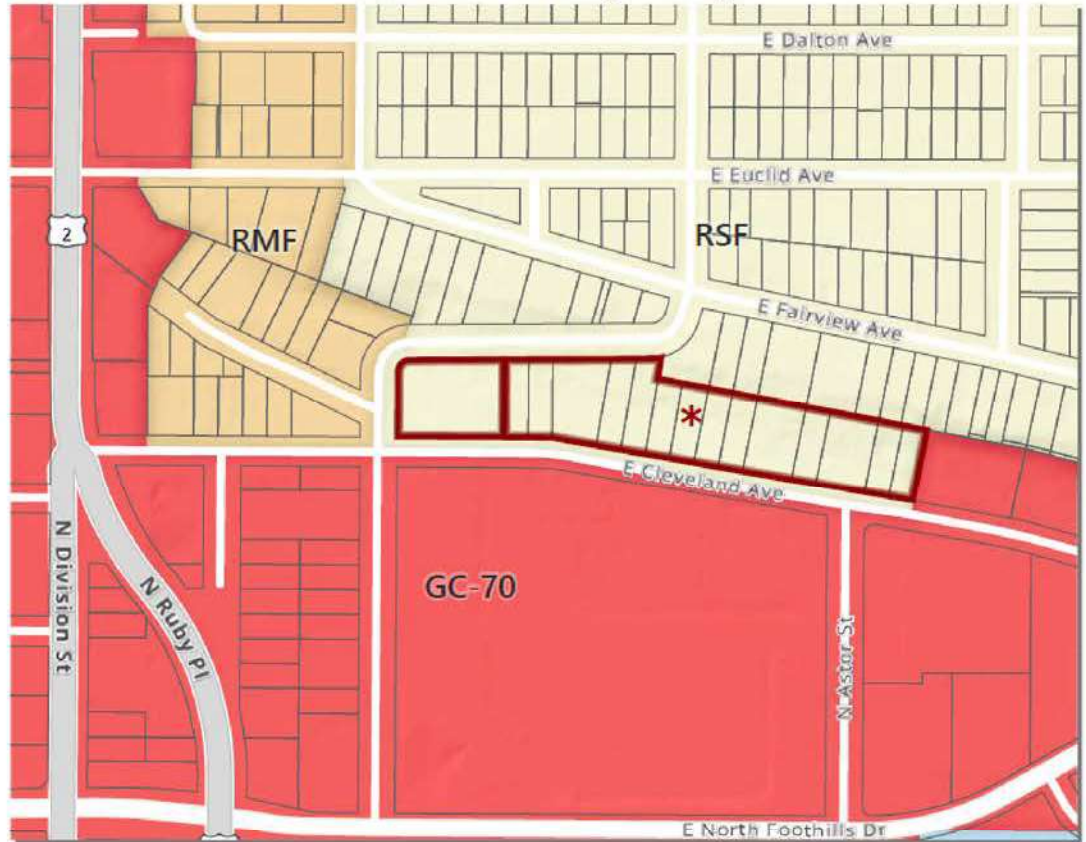 E Dalton Ave
E Euclid Ave
2
RMF
RSF
E Fairview Ave
*
E Cleveland Ave
N Division St
N Ruby Pl
GC-70
N Astor St
E North Foothills Dr